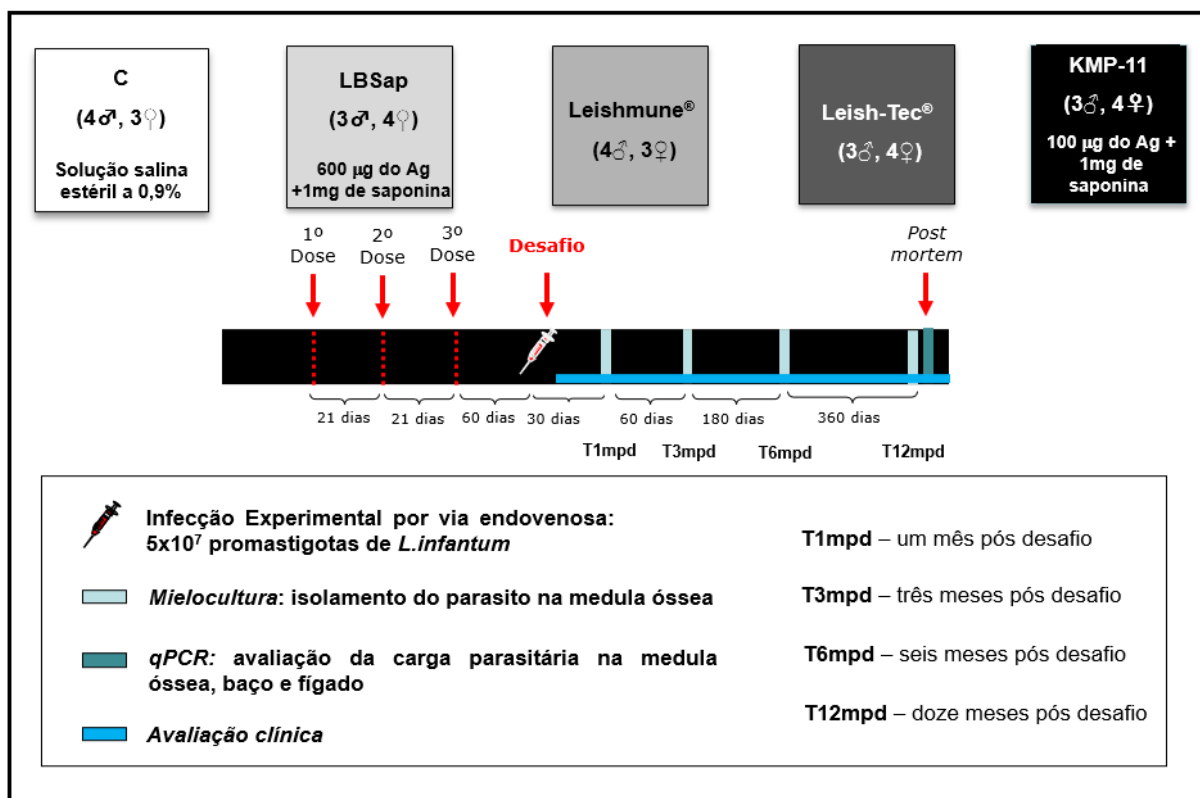 C
(4♂, 3♀)
Solução salina
estéril a 0,9%
LBSap
(3♂, 4♀)
600 µg do Ag
+1mg de saponina
Leishmune®
(4♂, 3♀)
Leish-Tec®
(3♂, 4♀)
KMP-11
(3♂, 4♀)
100 µg do Ag +
1mg de
saponina
1º
Dose
2º
Dose
3º
Dose
Desafio
Post
mortem
21 dias
21 dias
60 dias
30 dias
60 dias
180 dias
360 dias
T1mpd
T3mpd
T6mpd
T12mpd
Infecção Experimental por via endovenosa:
5x10⁷ promastigotas de L.infantum
Mielocultura: isolamento do parasito na medula óssea
qPCR: avaliação da carga parasitária na medula
óssea, baço e fígado
Avaliação clínica
T1mpd – um mês pós desafio
T3mpd – três meses pós desafio
T6mpd – seis meses pós desafio
T12mpd – doze meses pós desafio